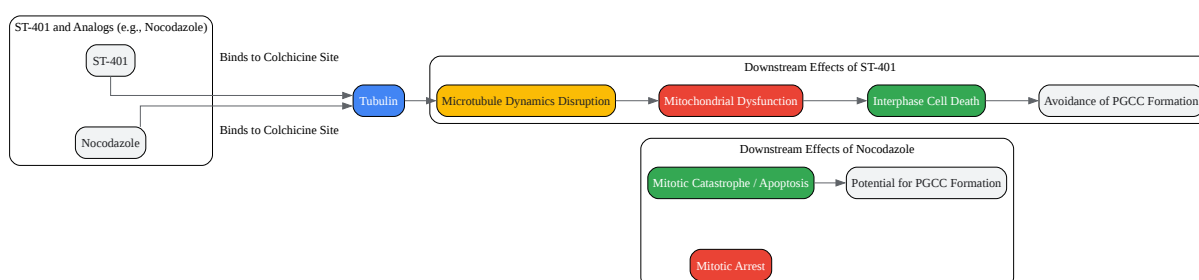 ST-401 and Analogs (e.g., Nocodazole)
ST-401
Nocodazole
Binds to Colchicine Site
Binds to Colchicine Site
Tubulin
Downstream Effects of ST-401
Microtubule Dynamics Disruption
Mitochondrial Dysfunction
Interphase Cell Death
Avoidance of PGCC Formation
Downstream Effects of Nocodazole
Mitotic Catastrophe / Apoptosis
Potential for PGCC Formation
Mitotic Arrest